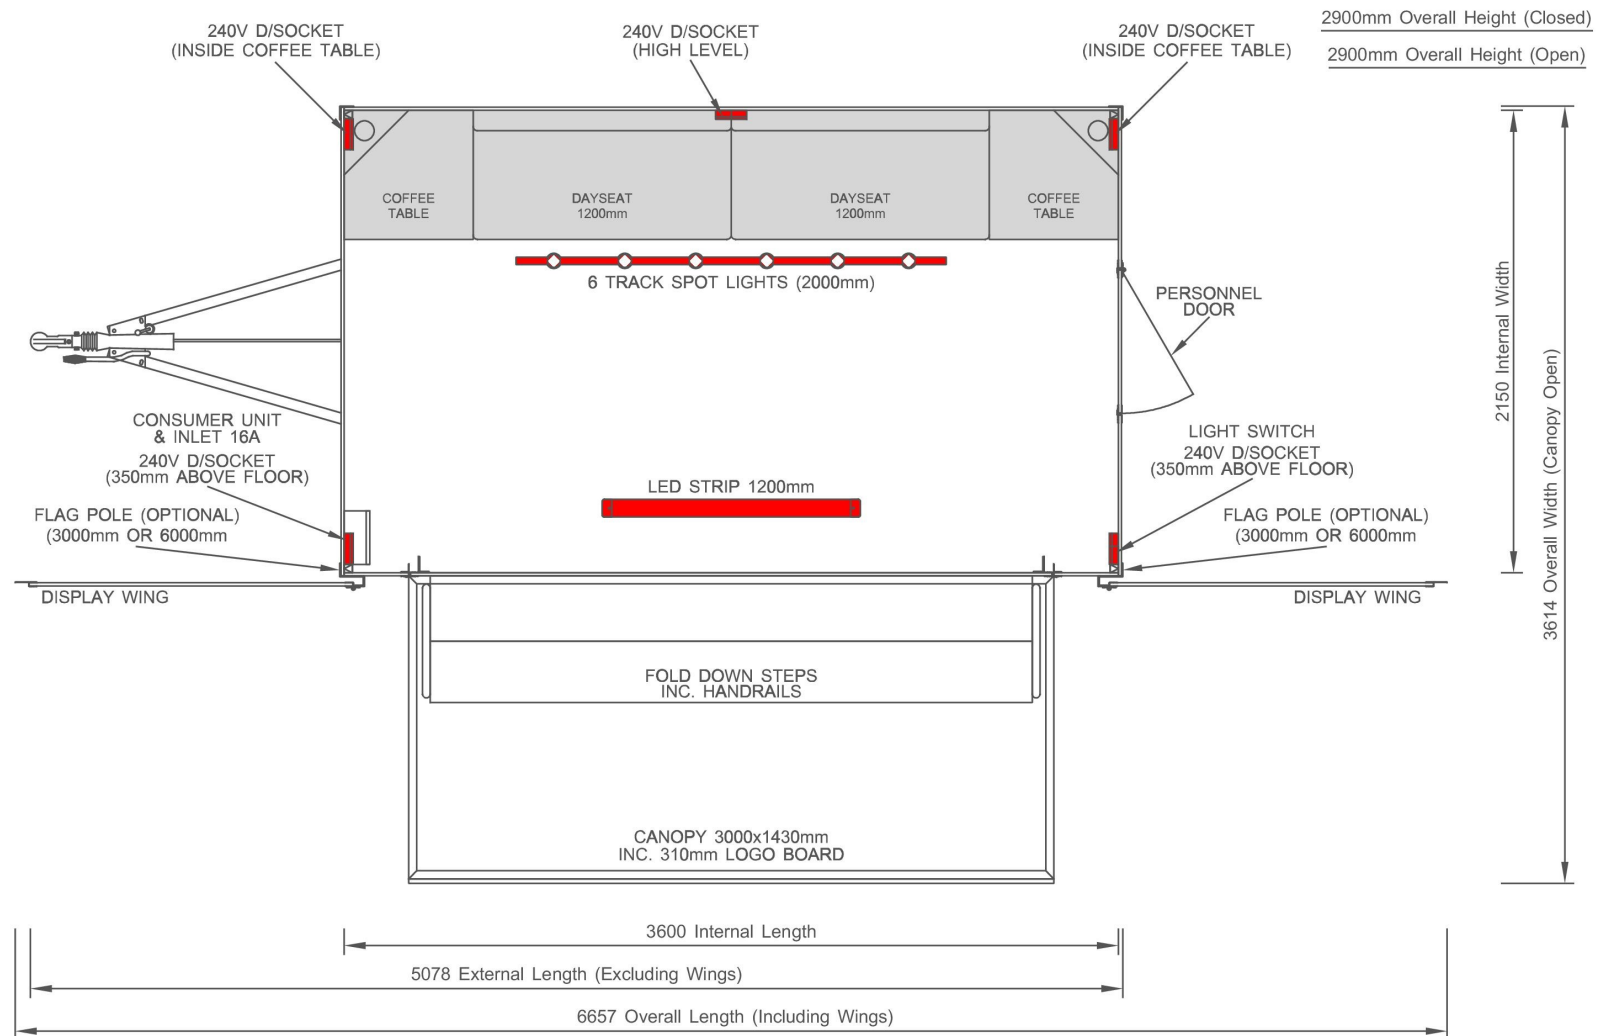 2900mm Overall Height (Closed)
2900mm Overall Height (Open)
240V D/SOCKET
(INSIDE COFFEE TABLE)
240V D/SOCKET
(HIGH LEVEL)
240V D/SOCKET
(INSIDE COFFEE TABLE)
COFFEE
TABLE
DAYSEAT
1200mm
DAYSEAT
1200mm
COFFEE
TABLE
6 TRACK SPOT LIGHTS (2000mm)
PERSONNEL
DOOR
2150 Internal Width
3614 Overall Width (Canopy Open)
CONSUMER UNIT
& INLET 16A
240V D/SOCKET
(350mm ABOVE FLOOR)
FLAG POLE (OPTIONAL)
(3000mm OR 6000mm
DISPLAY WING
LED STRIP 1200mm
LIGHT SWITCH
240V D/SOCKET
(350mm ABOVE FLOOR)
FLAG POLE (OPTIONAL)
(3000mm OR 6000mm
DISPLAY WING
FOLD DOWN STEPS
INC. HANDRAILS
CANOPY 3000x1430mm
INC. 310mm LOGO BOARD
3600 Internal Length
5078 External Length (Excluding Wings)
6657 Overall Length (Including Wings)